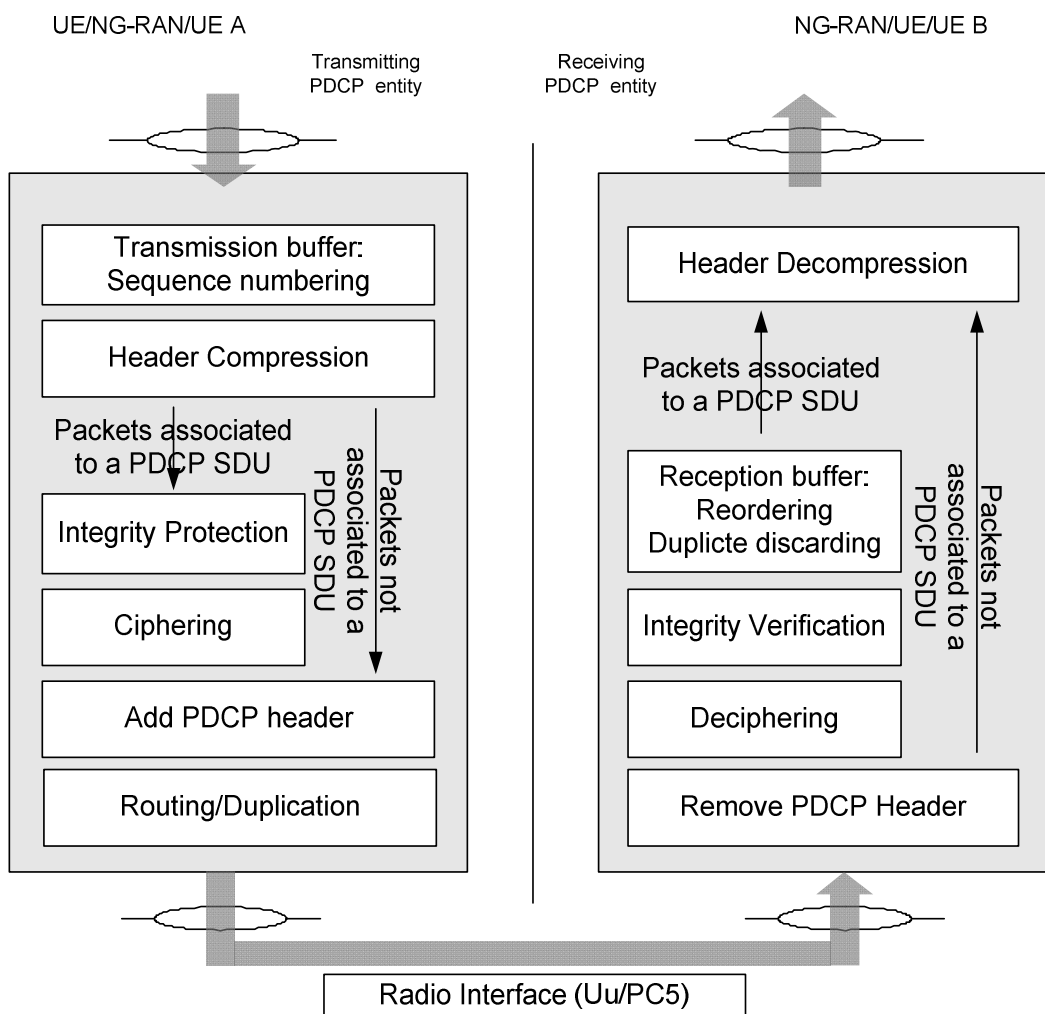 UE/NG-RAN/UE A
NG-RAN/UE/UE B
Transmitting
PDCP entity
Receiving
PDCP entity
Transmission buffer:
Sequence numbering
Header Compression
Packets associated
to a PDCP SDU
Packets not
associated to a
PDCP SDU
Integrity Protection
Ciphering
Add PDCP header
Routing/Duplication
Header Decompression
Packets associated
to a PDCP SDU
Reception buffer:
Reordering
Duplicte discarding
Packets not
associated to a
PDCP SDU
Integrity Verification
Deciphering
Remove PDCP Header
Radio Interface (Uu/PC5)